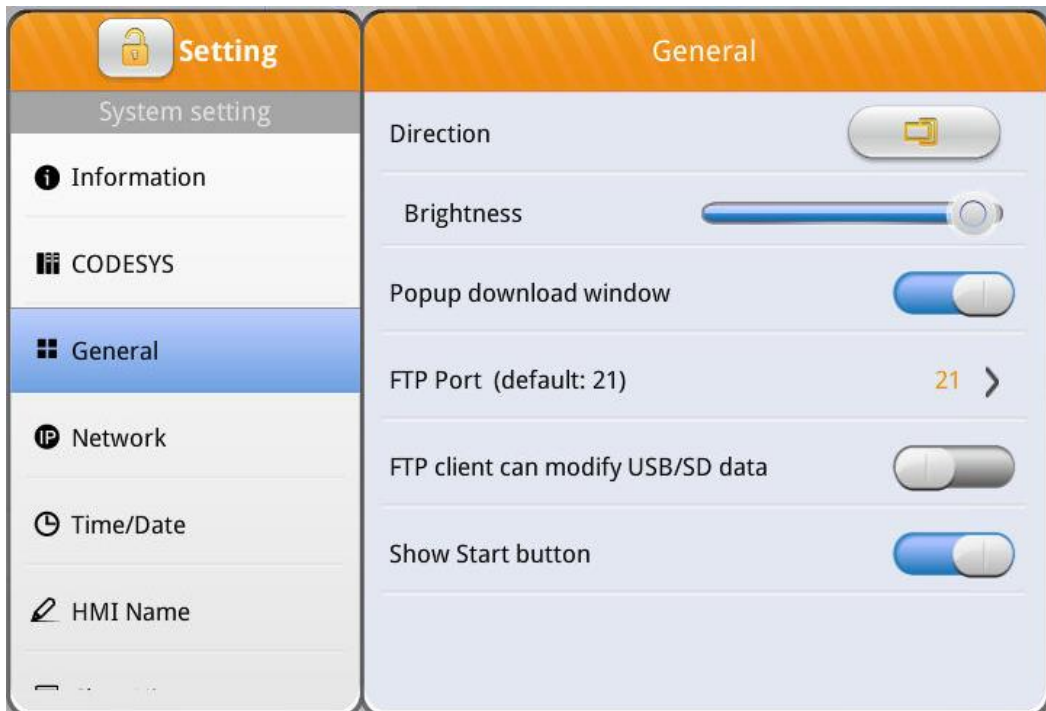 Setting
System setting
Information
CODESYS
General
Network
Time/Date
HMI Name
General
Direction
Brightness
Popup download window
FTP Port (default: 21) 21
FTP client can modify USB/SD data
Show Start button